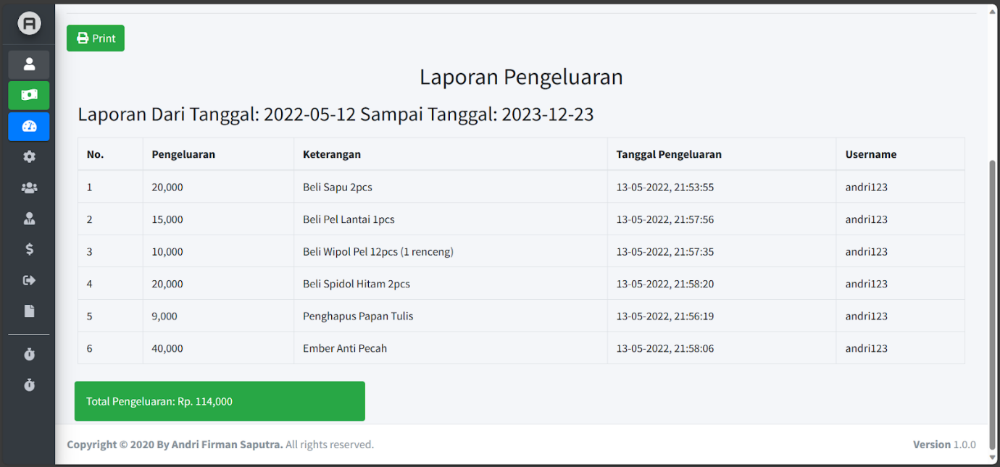 A
Print
Laporan Pengeluaran
Laporan Dari Tanggal: 2022-05-12 Sampai Tanggal: 2023-12-23
No. Pengeluaran Keterangan Tanggal Pengeluaran Username
1 20,000 Beli Sapu 2pcs 13-05-2022, 21:53:55 andri123
2 15,000 Beli Pel Lantai 1pcs 13-05-2022, 21:57:56 andri123
3 10,000 Beli Wipol Pel 12pcs (1 renceng) 13-05-2022, 21:57:35 andri123
4 20,000 Beli Spidol Hitam 2pcs 13-05-2022, 21:58:20 andri123
5 9,000 Penghapus Papan Tulis 13-05-2022, 21:56:19 andri123
6 40,000 Ember Anti Pecah 13-05-2022, 21:58:06 andri123
Total Pengeluaran: Rp. 114,000
Copyright © 2020 By Andri Firman Saputra. All rights reserved. Version 1.0.0